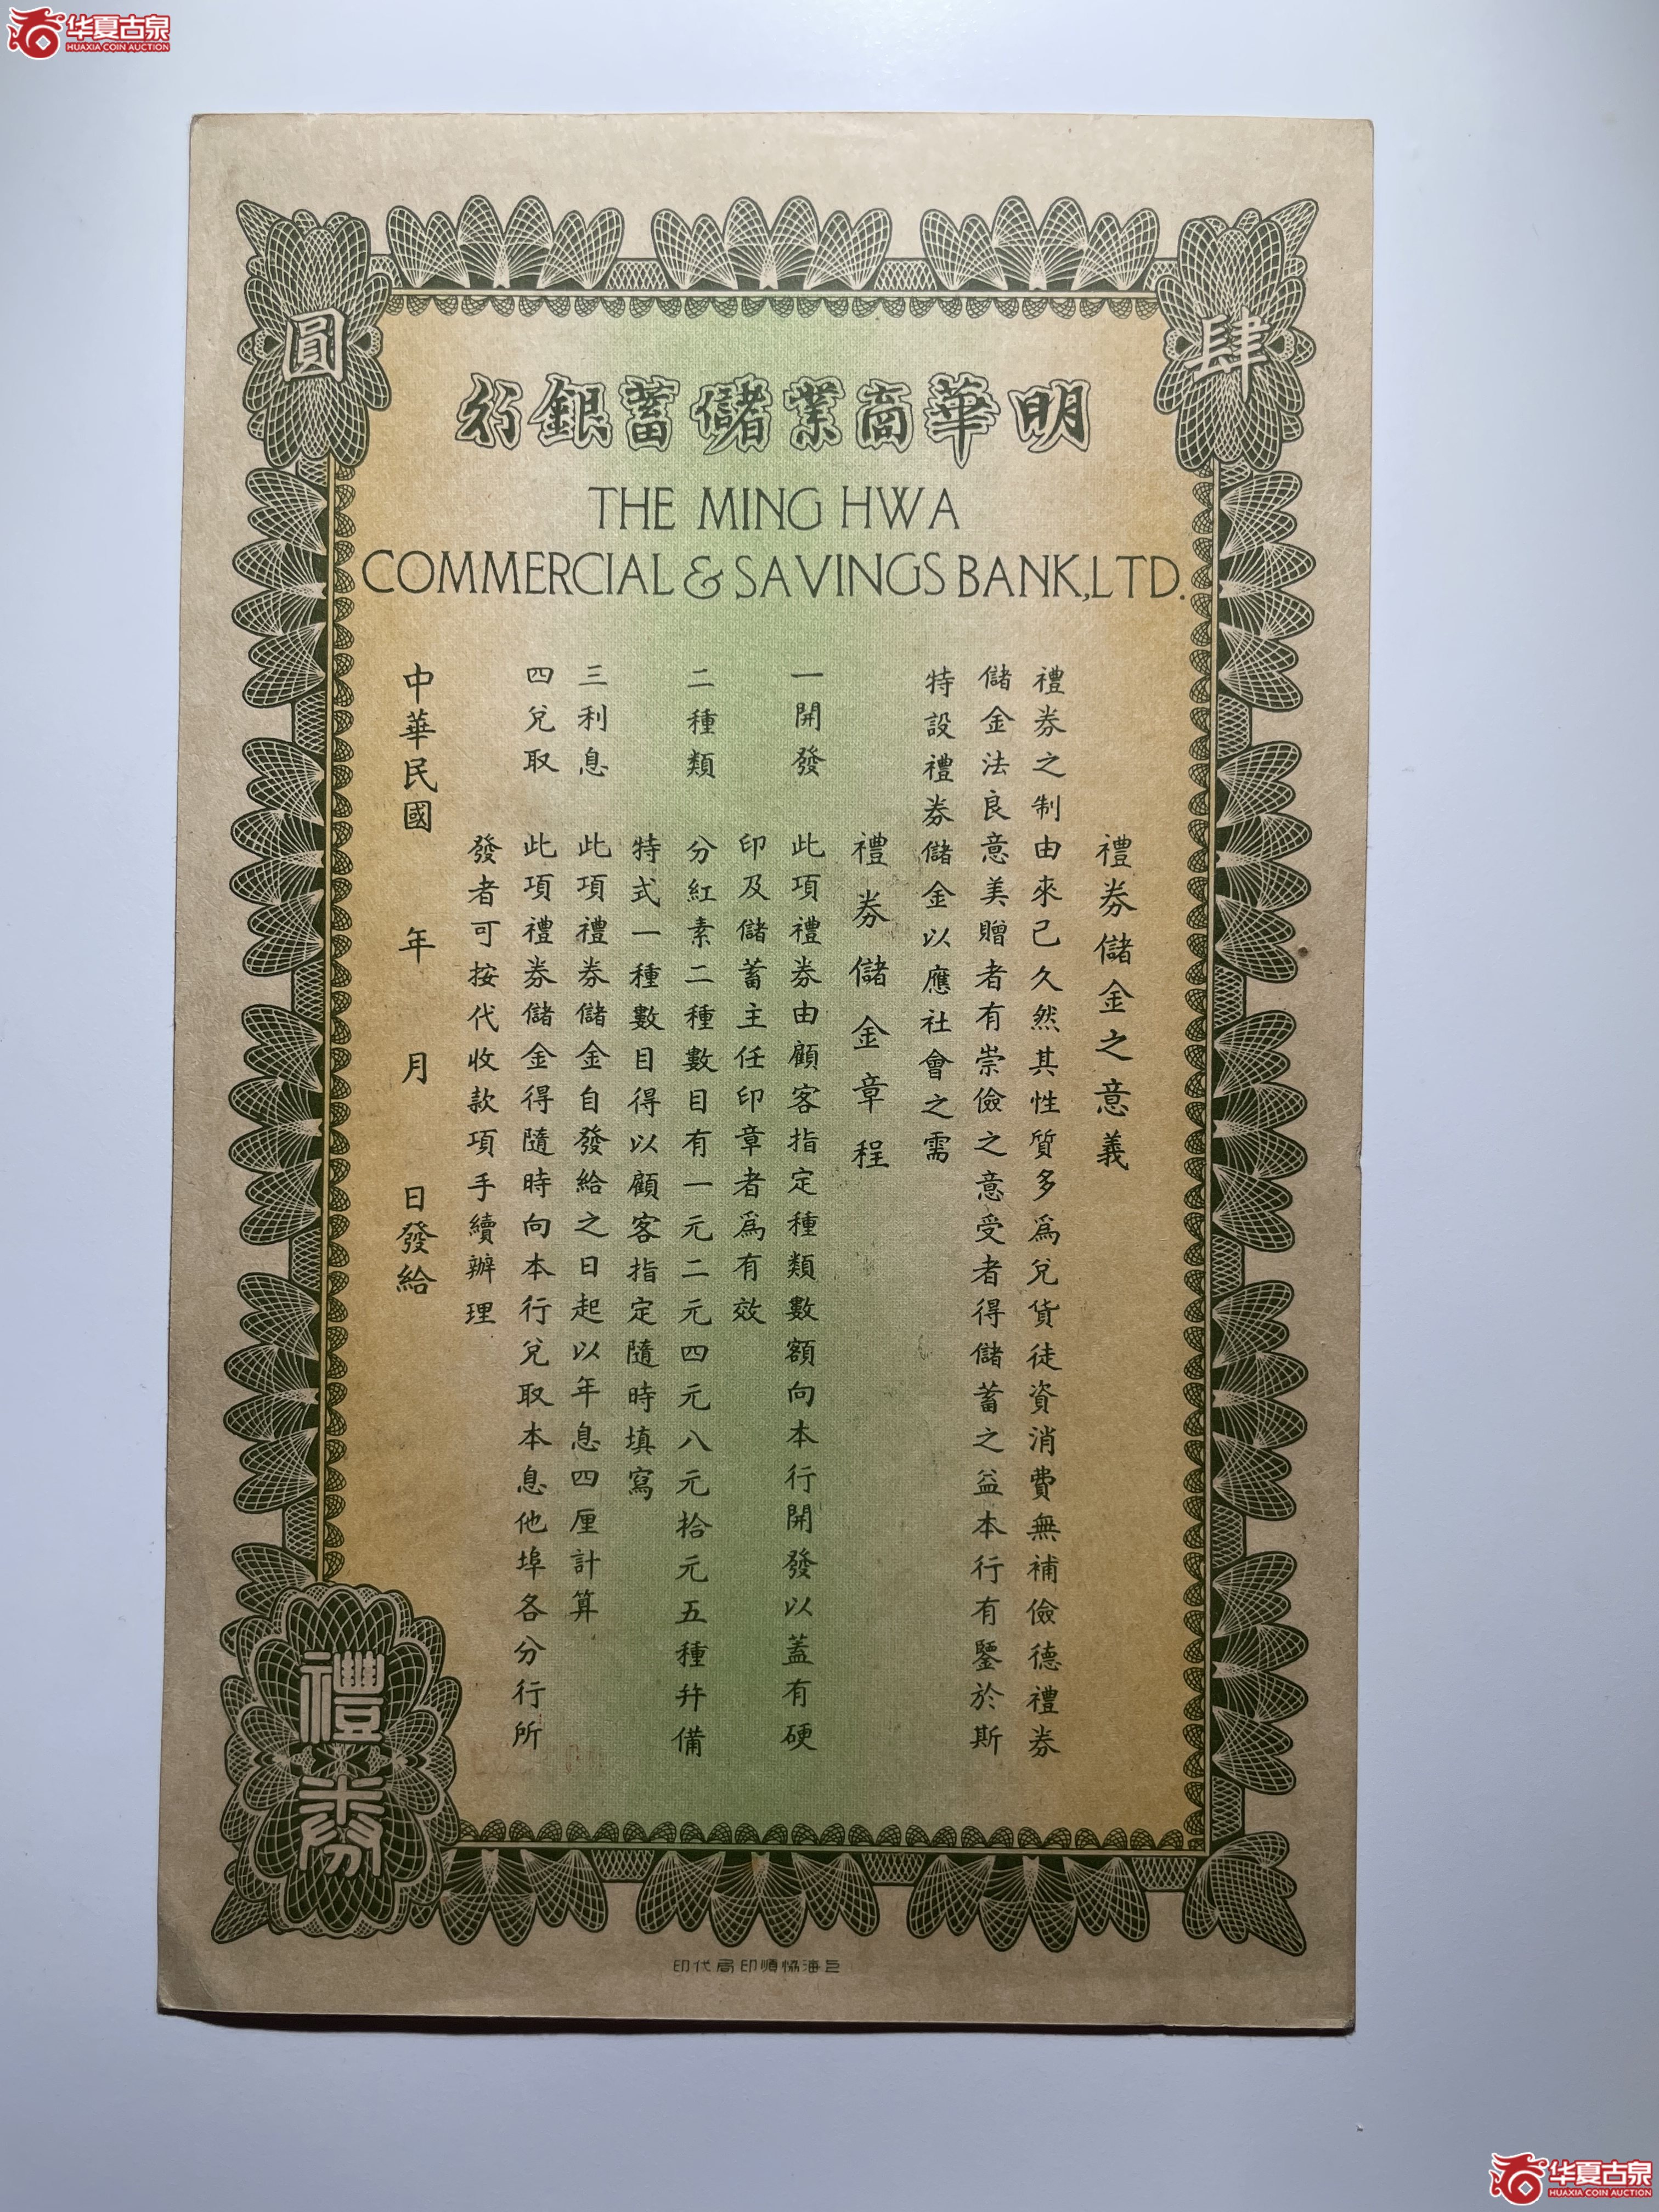 华夏古泉
HUAXIA COIN AUCTION
肆圓
明華商業儲蓄銀行
THE MING HWA
COMMERCIAL & SAVINGS BANK,LTD.
禮券儲金之意義
禮券之制由來已久然其性質多爲兌貨徒資消費無補儉德禮券
儲金法良意美贈者有崇儉之意受者得儲蓄之益本行有鑒於斯
特設禮券儲金以應社會之需
禮券儲金章程
一開發 此項禮券由顧客指定種類數額向本行開發以蓋有硬
印及儲蓄主任印章者爲有效
二種類 分紅素二種數目有一元二元四元八元拾元五種幷備
特式一種數目得以顧客指定隨時填寫
三利息 此項禮券儲金自發給之日起以年息四厘計算
四兌取 此項禮券儲金得隨時向本行兌取本息他埠各分行所
發者可按代收款項手續辦理
中華民國 年 月 日發給
禮券
上海協順印局代印
华夏古泉
HUAXIA COIN AUCTION